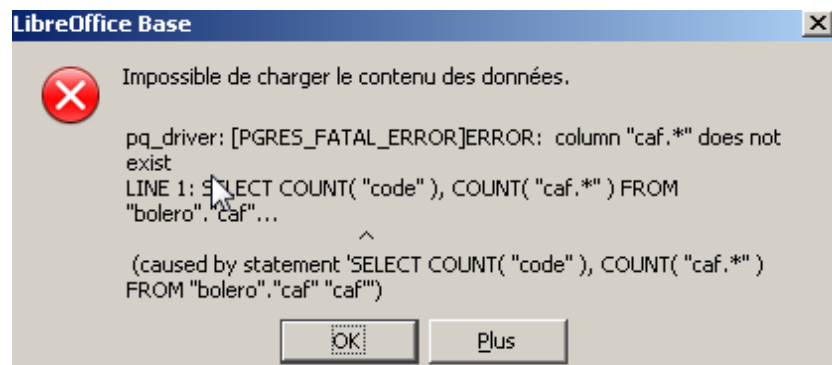 LibreOffice Base
Impossible de charger le contenu des données.
pq_driver: [PGRES_FATAL_ERROR]ERROR:  column "caf.*" does not
exist
LINE 1: SELECT COUNT( "code" ), COUNT( "caf.*" ) FROM
"bolero"."caf"...
^
(caused by statement 'SELECT COUNT( "code" ), COUNT( "caf.*" )
FROM "bolero"."caf" "caf"')
OK
Plus